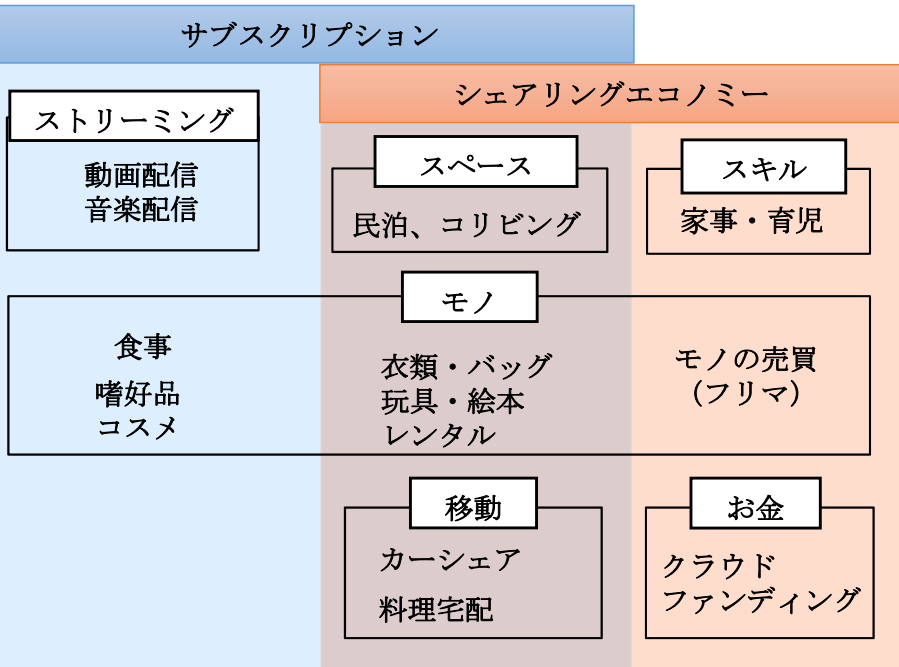 サブスクリプション
シェアリングエコノミー
ストリーミング
動画配信
音楽配信
スペース
民泊、コリビング
スキル
家事・育児
モノ
食事
嗜好品
コスメ
衣類・バッグ
玩具・絵本
レンタル
モノの売買
（フリマ）
移動
カーシェア
料理宅配
お金
クラウド
ファンディング